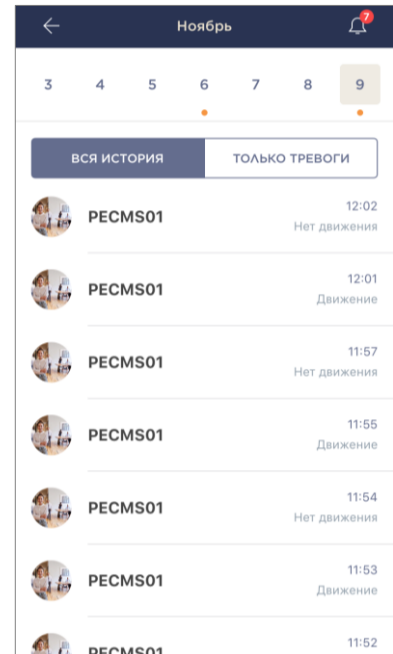 Ноябрь
7
3 4 5 6 7 8 9
ВСЯ ИСТОРИЯ ТОЛЬКО ТРЕВОГИ
12:02
PECMS01
Нет движения
12:01
PECMS01
Движение
11:57
PECMS01
Нет движения
11:55
PECMS01
Движение
11:54
PECMS01
Нет движения
11:53
PECMS01
Движение
11:52
PECMS01